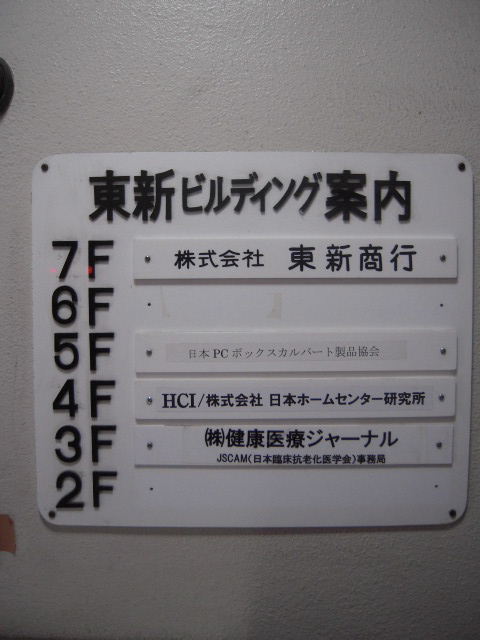 東新ビルディング案内
7F 株式会社 東新商行
6F
5F 日本PCボックスカルバート製品協会
4F HCI/株式会社 日本ホームセンター研究所
3F ㈱健康医療ジャーナル
JSCAM(日本臨床抗老化医学会)事務局
2F